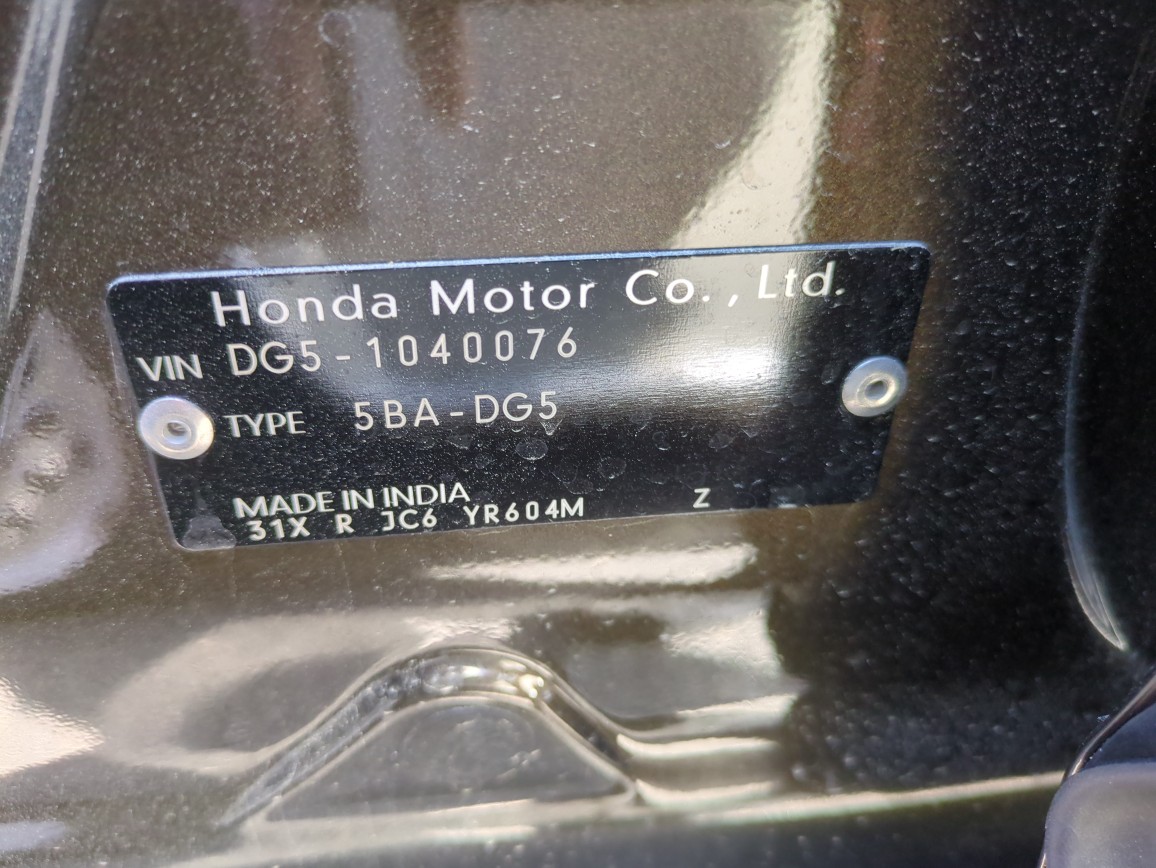 Honda Motor Co., Ltd.
VIN DG5-1040076
TYPE 5BA-DG5
MADE IN INDIA
31X R JC6 YR604M Z